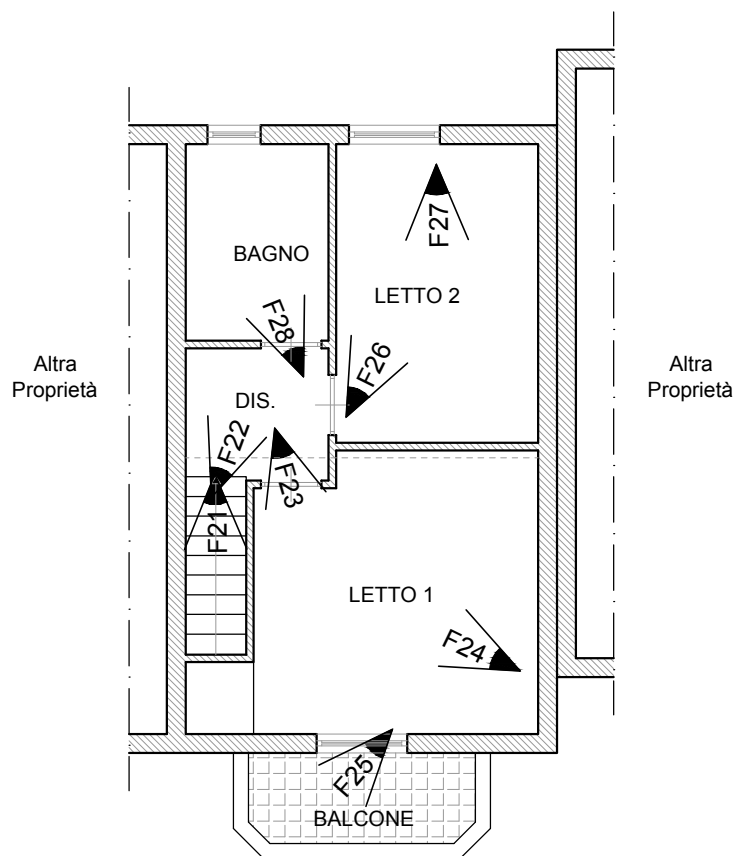 F27
BAGNO
LETTO 2
F28
F26
Altra
Proprietà
Altra
Proprietà
DIS.
F22
F23
F21
LETTO 1
F24
F25
BALCONE